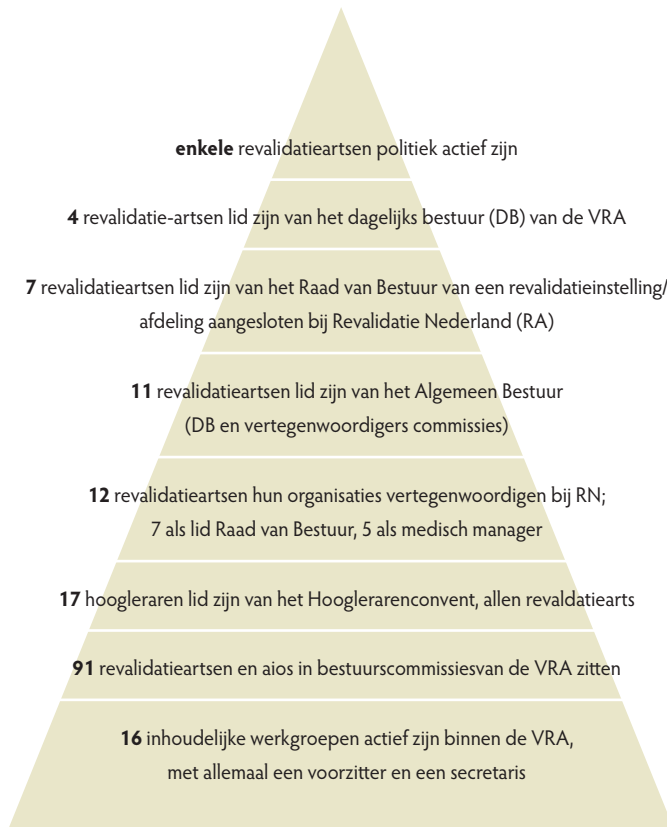 enkele revalidatieartsen politiek actief zijn
4 revalidatie-artsen lid zijn van het dagelijks bestuur (DB) van de VRA
7 revalidatieartsen lid zijn van het Raad van Bestuur van een revalidatieinstelling/
afdeling aangesloten bij Revalidatie Nederland (RA)
11 revalidatieartsen lid zijn van het Algemeen Bestuur
(DB en vertegenwoordigers commissies)
12 revalidatieartsen hun organisaties vertegenwoordigen bij RN;
7 als lid Raad van Bestuur, 5 als medisch manager
17 hoogleraren lid zijn van het Hooglerarenconvent, allen revaldatiearts
91 revalidatieartsen en aios in bestuurscommissiesvan de VRA zitten
16 inhoudelijke werkgroepen actief zijn binnen de VRA,
met allemaal een voorzitter en een secretaris